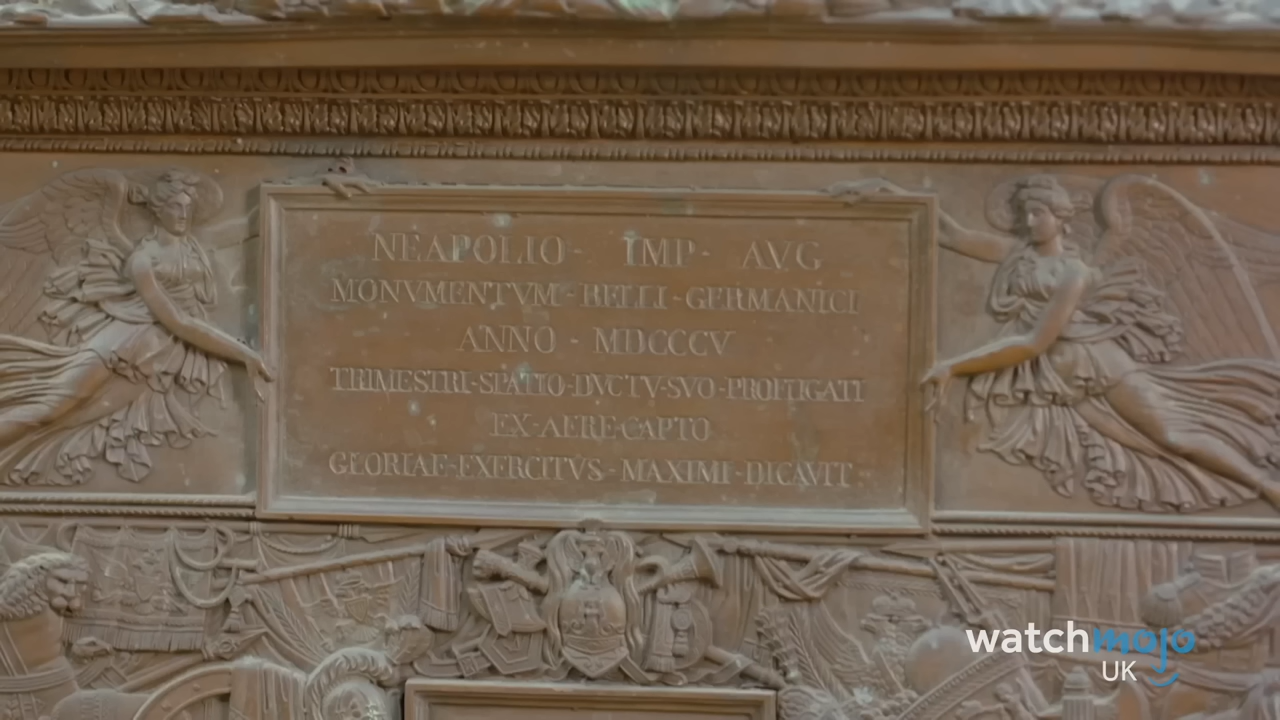 NEAPOLIO - IMP - AVG
MONVMENTVM - BELLI - GERMANICI
ANNO - MDCCCV
TRIMESTRI - SPATIO - DVCTV - SVO - PROFLIGATI
EX - AERE - CAPTO
GLORIAE - EXERCITVS - MAXIMI - DICAVIT -
watchmojo
UK